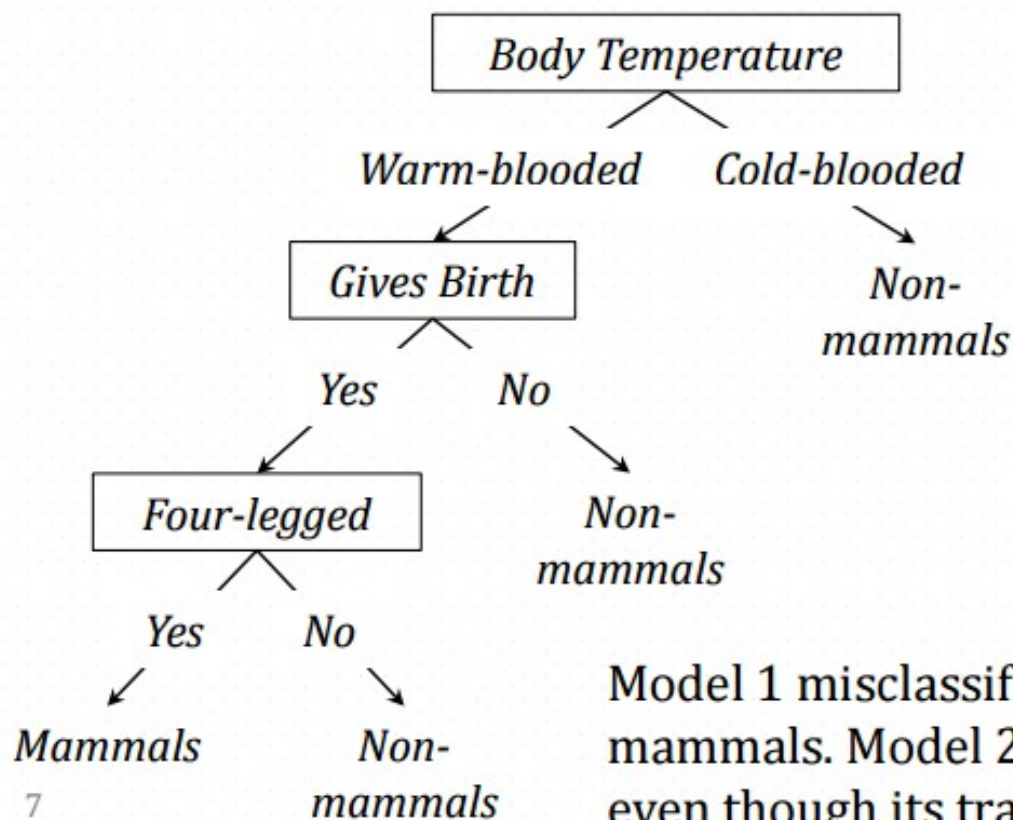 Body Temperature
Warm-blooded Cold-blooded
Gives Birth
Non-
mammals
Yes No
Four-legged
Non-
mammals
Yes No
Mammals
Non-
mammals
Model 1 misclassif
mammals. Model 2
even though its tra
7